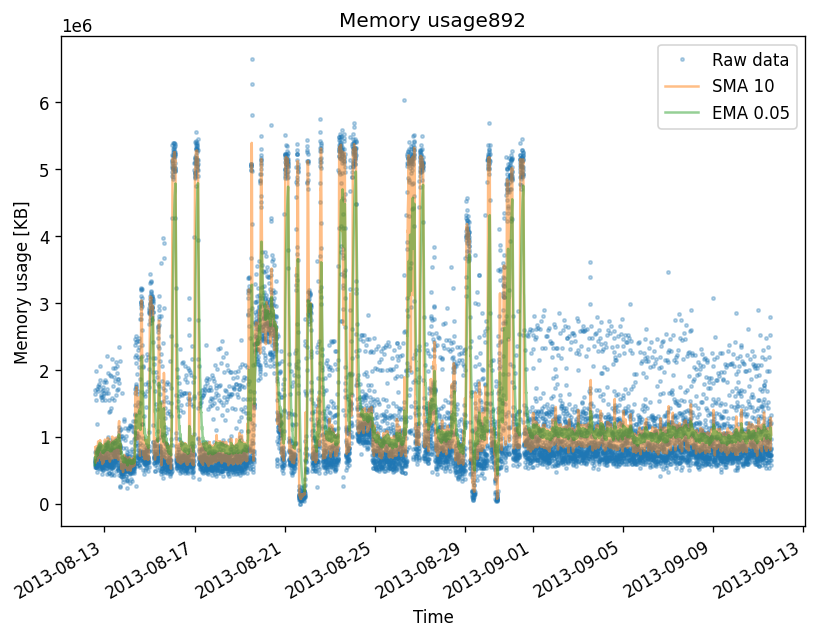 Memory usage892
1e6
Raw data
SMA 10
EMA 0.05
6
5
4
3
2
1
0
Memory usage [KB]
2013-08-13
2013-08-17
2013-08-21
2013-08-25
2013-08-29
2013-09-01
2013-09-05
2013-09-09
2013-09-13
Time